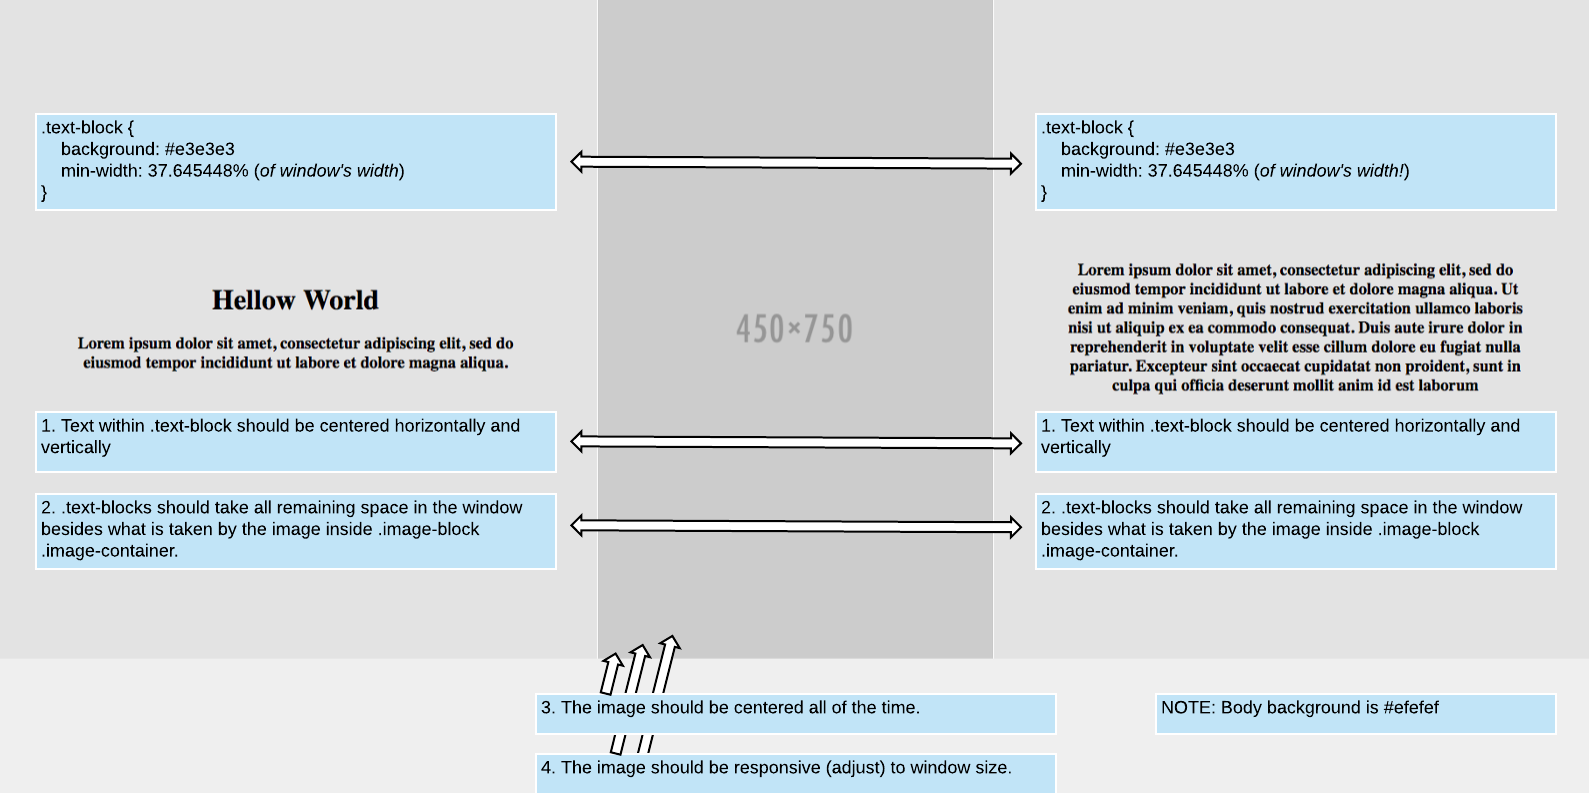 .text-block {
background: #e3e3e3
min-width: 37.645448% (of window's width)
}
.text-block {
background: #e3e3e3
min-width: 37.645448% (of window's width!)
}
Hellow World
Lorem ipsum dolor sit amet, consectetur adipiscing elit, sed do
eiusmod tempor incididunt ut labore et dolore magna aliqua.
450×750
Lorem ipsum dolor sit amet, consectetur adipiscing elit, sed do
eiusmod tempor incididunt ut labore et dolore magna aliqua. Ut
enim ad minim veniam, quis nostrud exercitation ullamco laboris
nisi ut aliquip ex ea commodo consequat. Duis aute irure dolor in
reprehenderit in voluptate velit esse cillum dolore eu fugiat nulla
pariatur. Excepteur sint occaecat cupidatat non proident, sunt in
culpa qui officia deserunt mollit anim id est laborum
1. Text within .text-block should be centered horizontally and
vertically
1. Text within .text-block should be centered horizontally and
vertically
2. .text-blocks should take all remaining space in the window
besides what is taken by the image inside .image-block
.image-container.
2. .text-blocks should take all remaining space in the window
besides what is taken by the image inside .image-block
.image-container.
3. The image should be centered all of the time.
NOTE: Body background is #efefef
4. The image should be responsive (adjust) to window size.